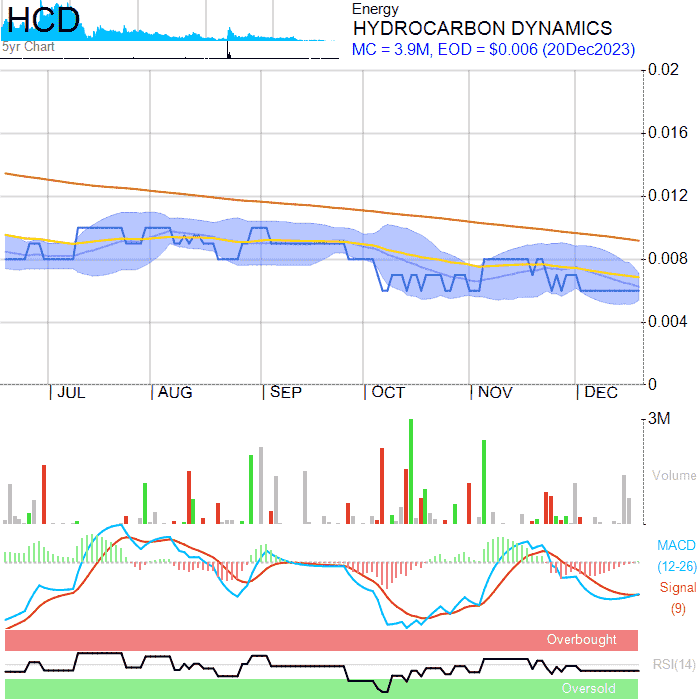 HCD
5yr Chart
Energy
HYDROCARBON DYNAMICS
MC = 3.9M, EOD = $0.006 (20Dec2023)
0.02
0.016
0.012
0.008
0.004
0
JUL AUG SEP OCT NOV DEC
3M
Volume
MACD
(12-26)
Signal
(9)
Overbought
RSI(14)
Oversold